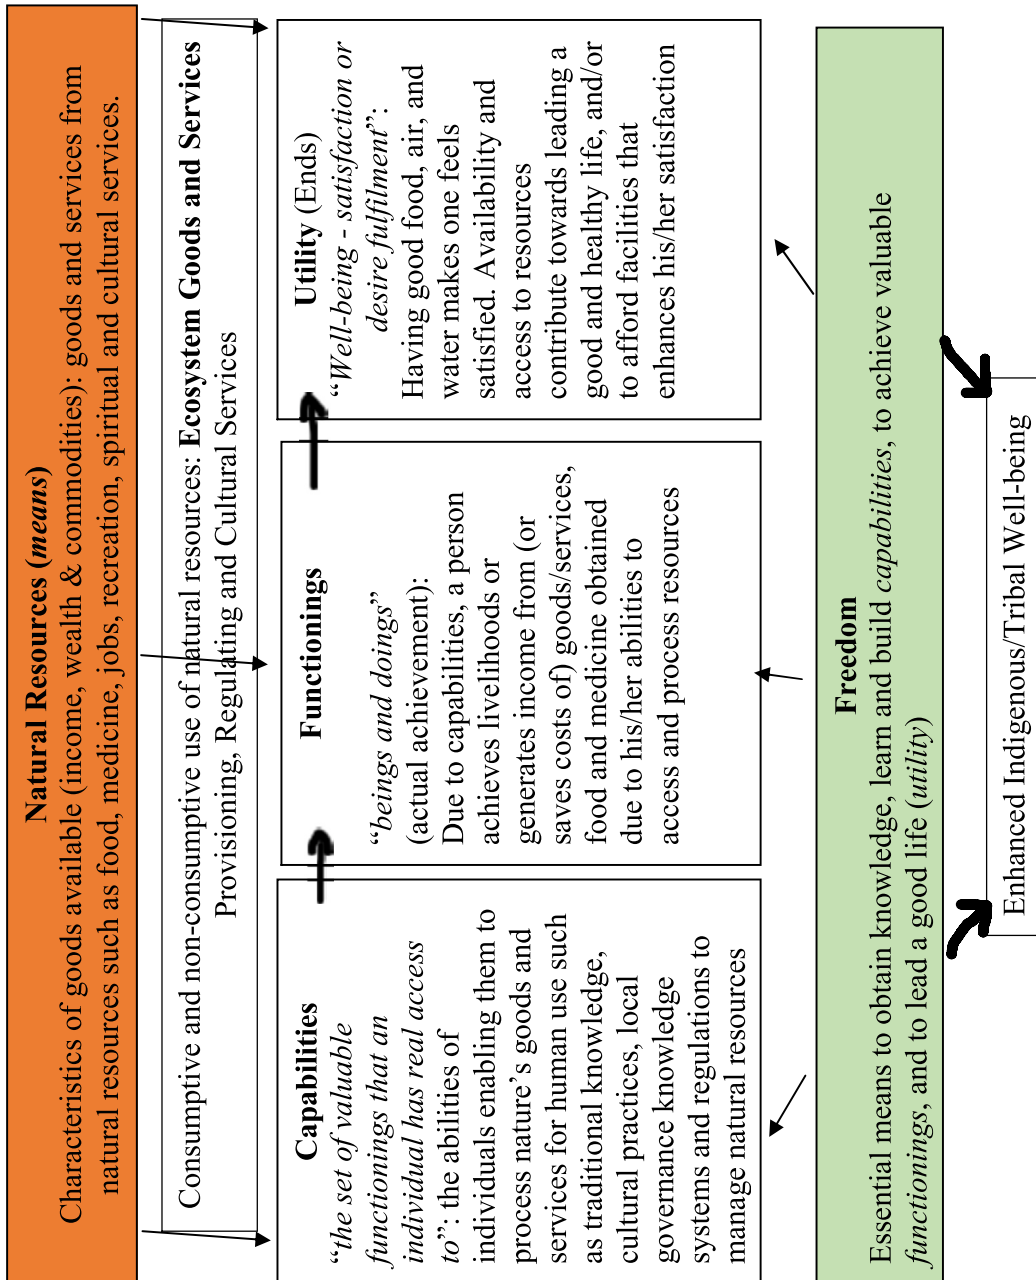 Natural Resources (means)
Characteristics of goods available (income, wealth & commodities): goods and services from
natural resources such as food, medicine, jobs, recreation, spiritual and cultural services.
Consumptive and non-consumptive use of natural resources: Ecosystem Goods and Services
Provisioning, Regulating and Cultural Services
Capabilities
“the set of valuable
functionings that an
individual has real access
to”: the abilities of
individuals enabling them to
process nature’s goods and
services for human use such
as traditional knowledge,
cultural practices, local
governance knowledge
systems and regulations to
manage natural resources
Functionings
“beings and doings”
(actual achievement):
Due to capabilities, a person
achieves livelihoods or
generates income from (or
saves costs of) goods/services,
food and medicine obtained
due to his/her abilities to
access and process resources
Utility (Ends)
“Well-being - satisfaction or
desire fulfilment”:
Having good food, air, and
water makes one feels
satisfied. Availability and
access to resources
contribute towards leading a
good and healthy life, and/or
to afford facilities that
enhances his/her satisfaction
Freedom
Essential means to obtain knowledge, learn and build capabilities, to achieve valuable
functionings, and to lead a good life (utility)
Enhanced Indigenous/Tribal Well-being